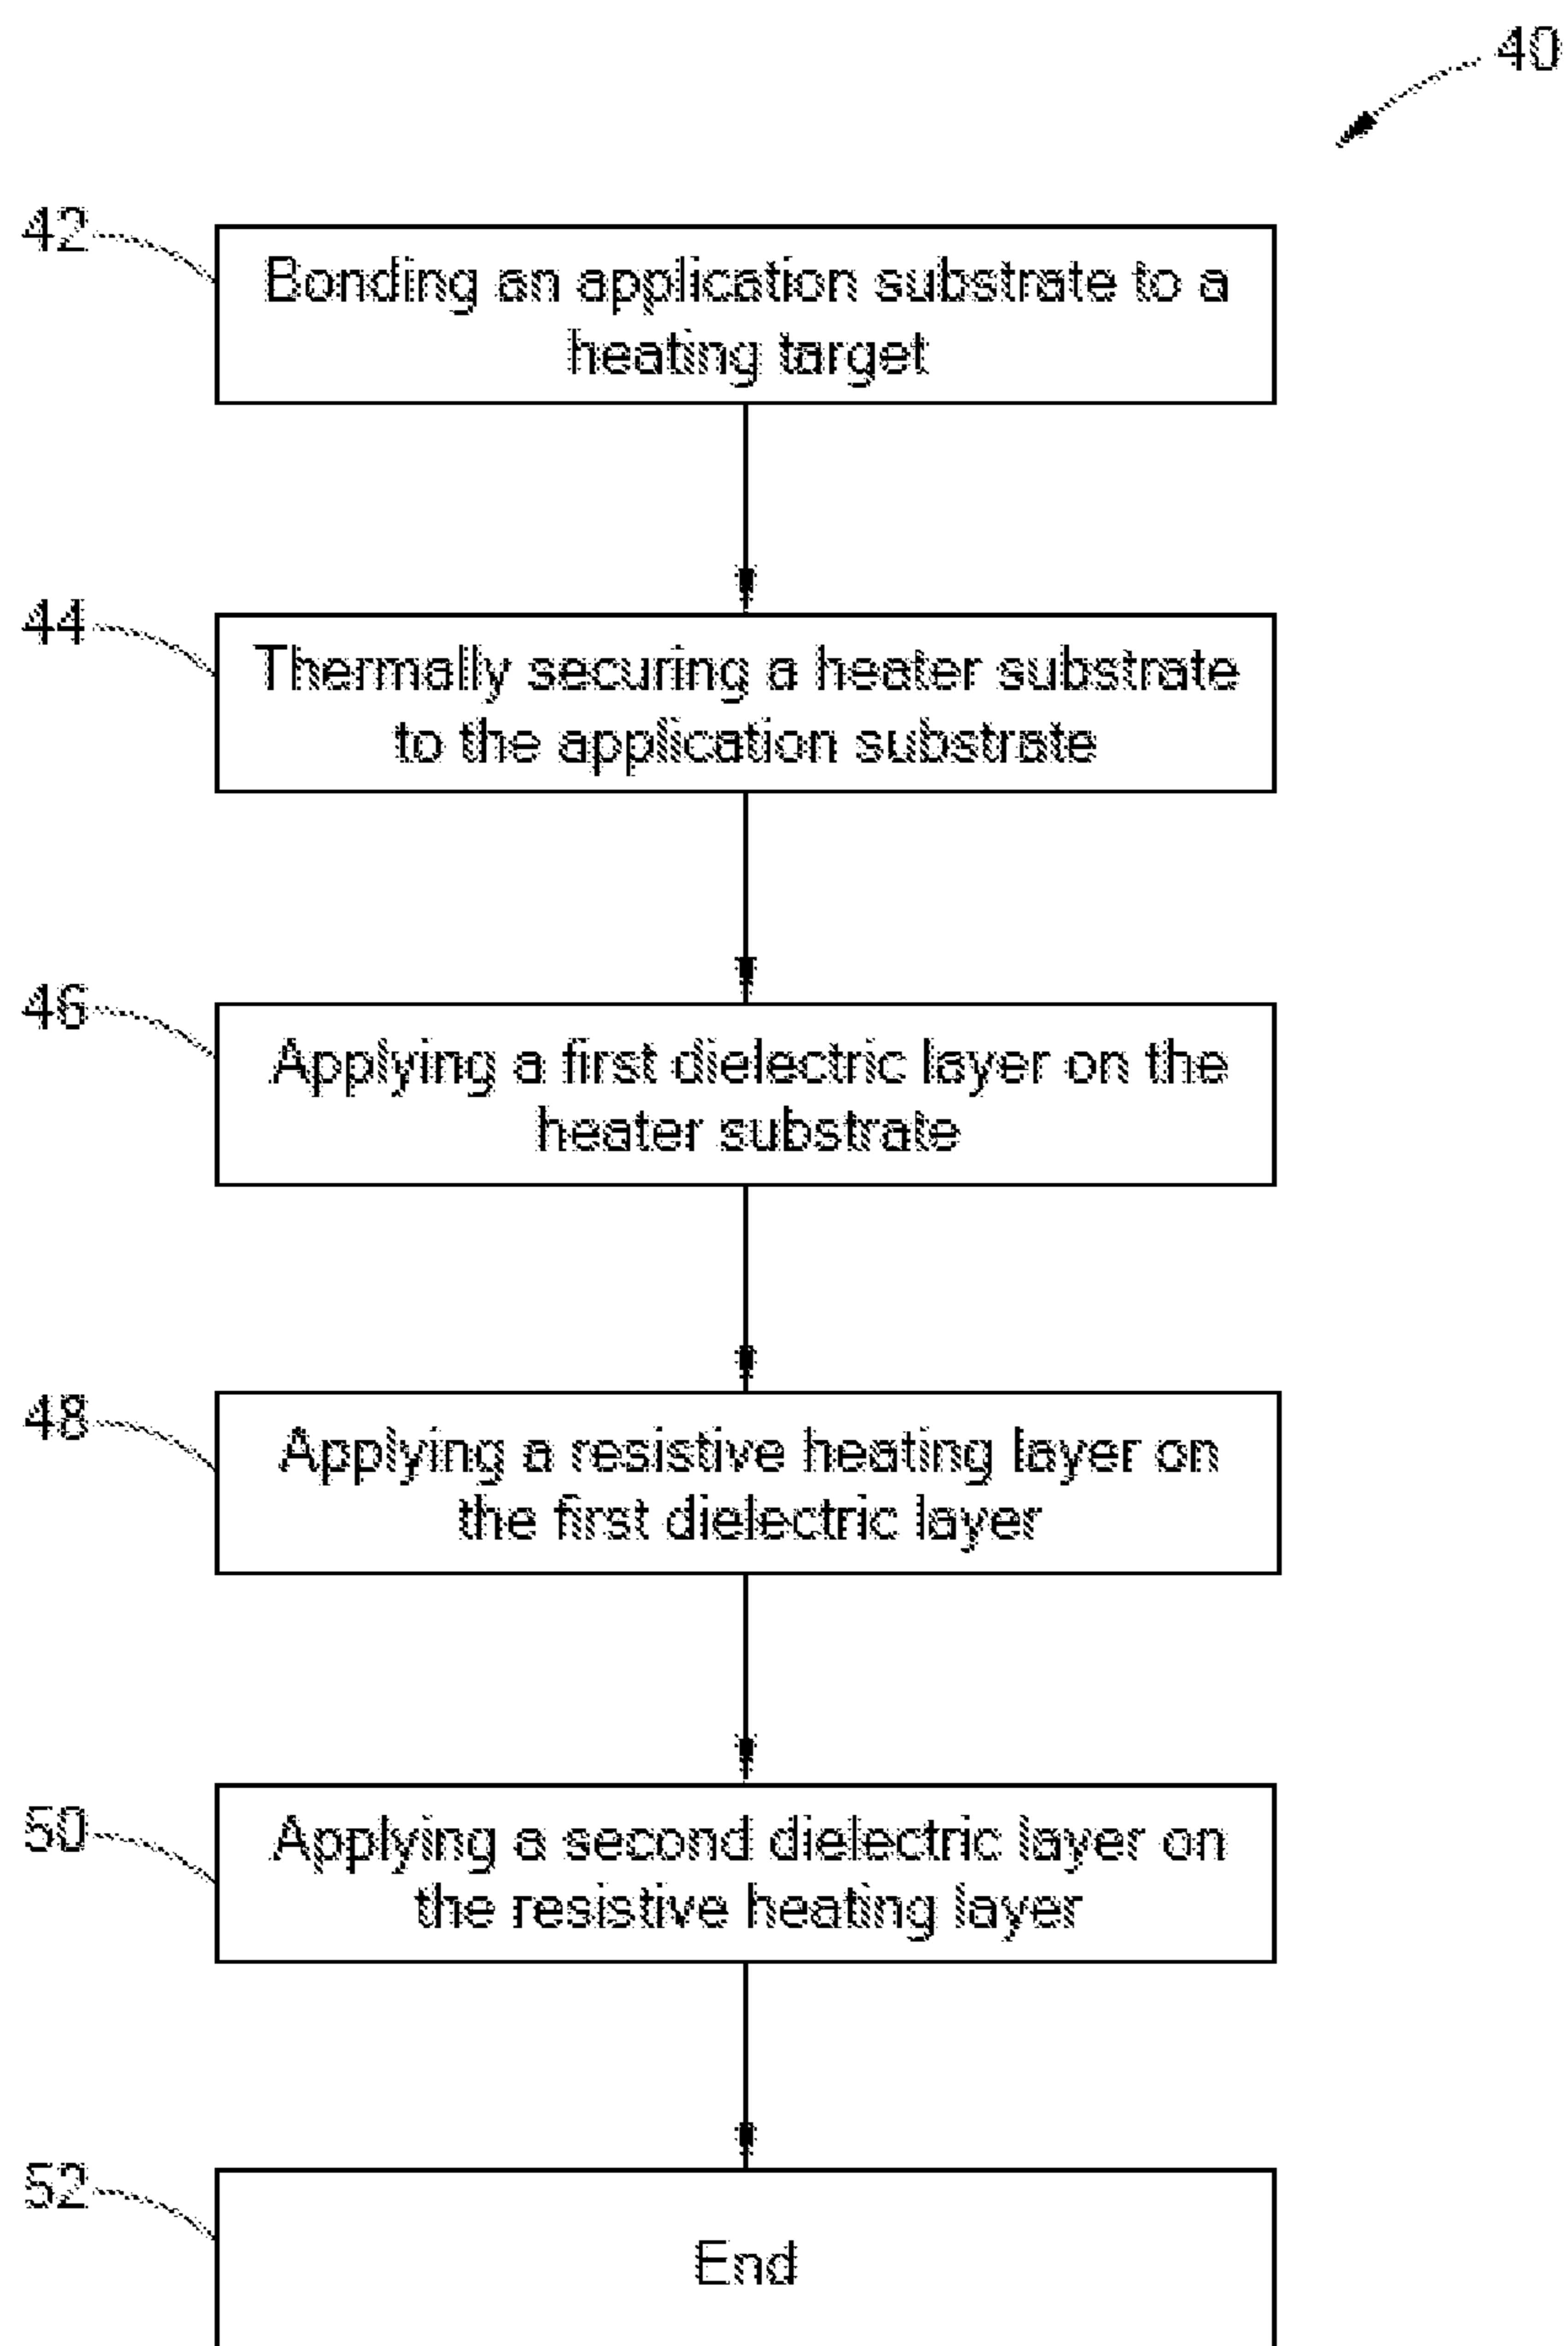 40
42
Bonding an application substrate to a
heating target
44
Thermally securing a heater substrate
to the application substrate
46
Applying a first dielectric layer on the
heater substrate
48
Applying a resistive heating layer on
the first dielectric layer
50
Applying a second dielectric layer on
the resistive heating layer
52
End